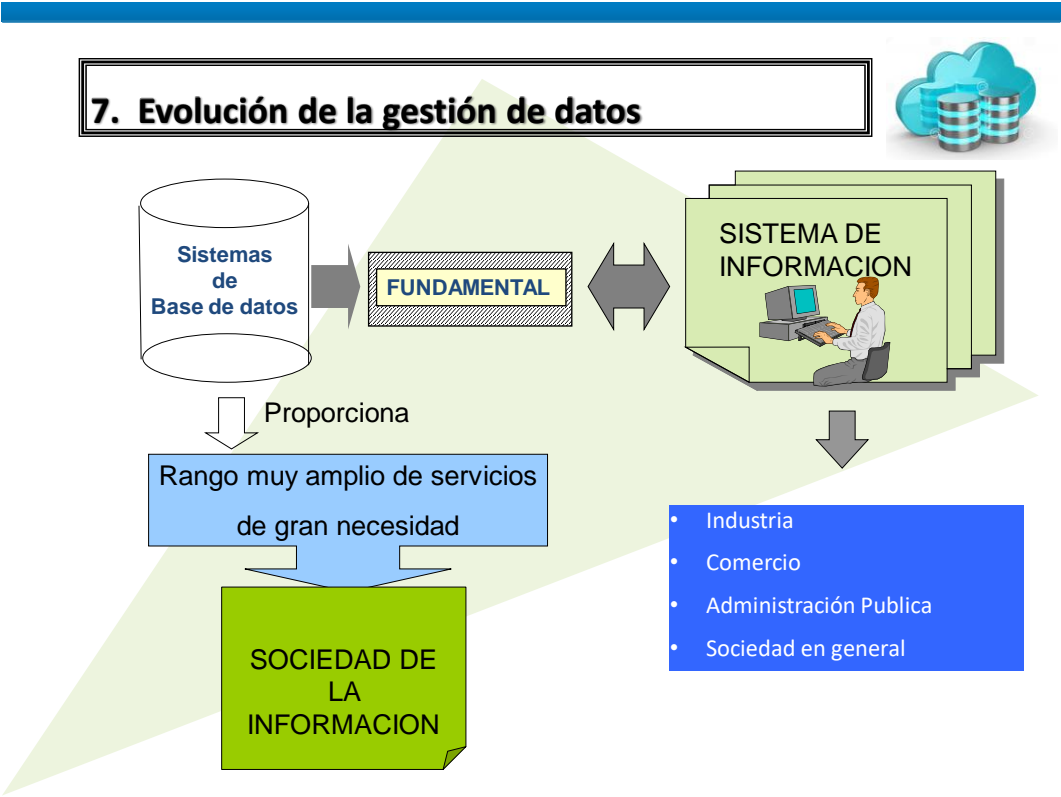 7. Evolución de la gestión de datos
Sistemas
de
Base de datos
FUNDAMENTAL
SISTEMA DE
INFORMACION
Proporciona
Rango muy amplio de servicios
de gran necesidad
SOCIEDAD DE
LA
INFORMACION
• Industria
• Comercio
• Administración Publica
• Sociedad en general